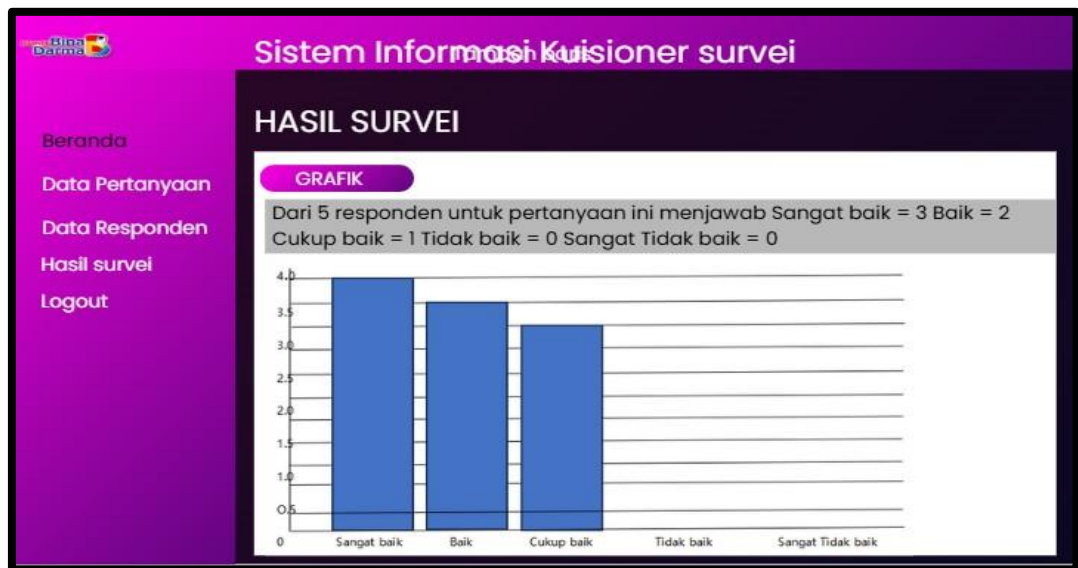 Bina
Darma
Sistem Informasi Kuisioner survei
HASIL SURVEI
Beranda
Data Pertanyaan
Data Responden
Hasil survei
Logout
GRAFIK
Dari 5 responden untuk pertanyaan ini menjawab Sangat baik = 3 Baik = 2
Cukup baik = 1 Tidak baik = 0 Sangat Tidak baik = 0
4.0
3.5
3.0
2.5
2.0
1.5
1.0
0.5
0 Sangat baik Baik Cukup baik Tidak baik Sangat Tidak baik